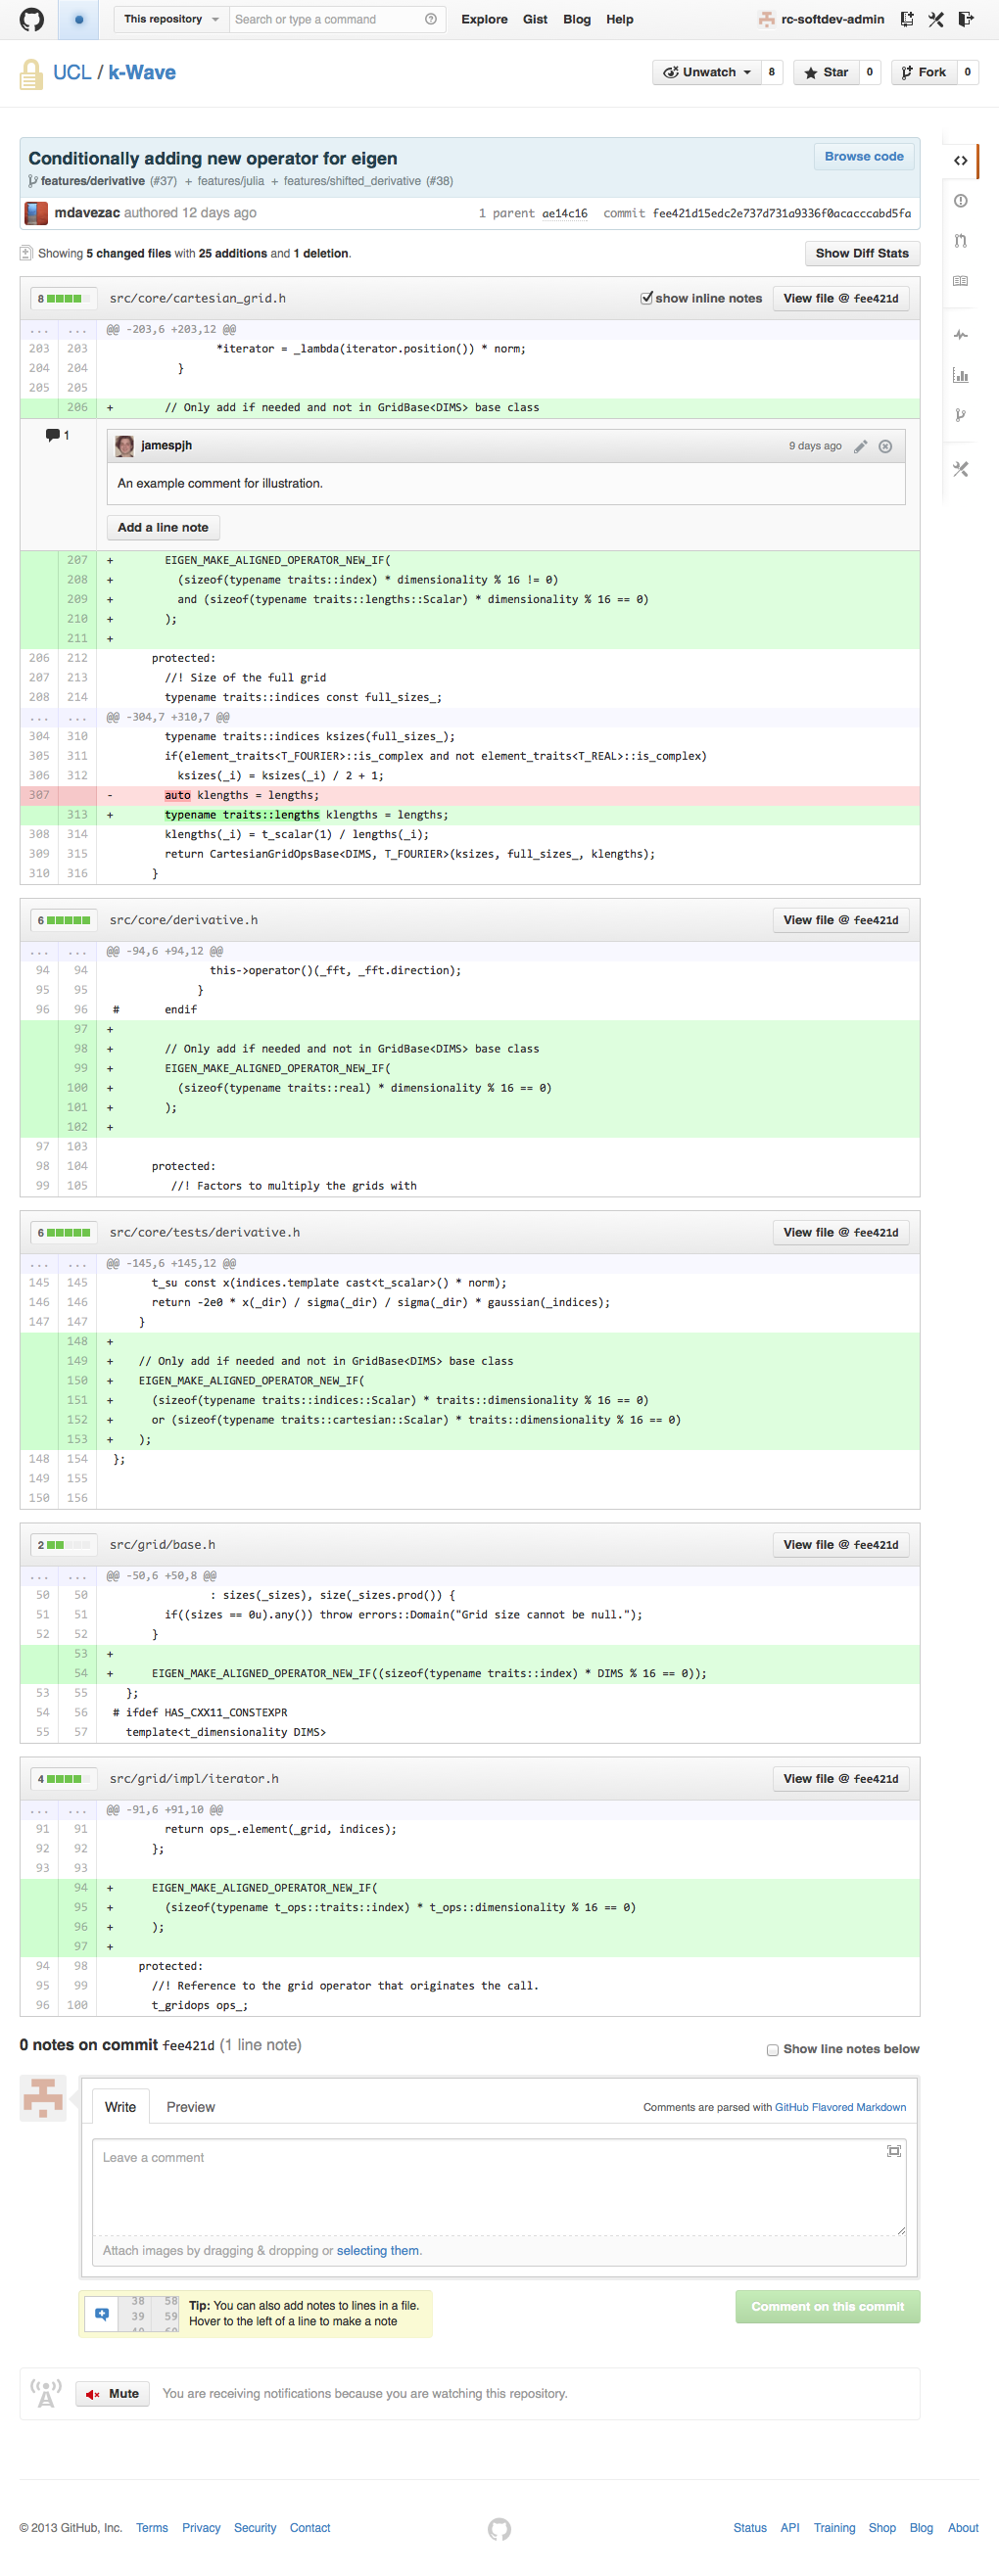 This repository Search or type a command Explore Gist Blog Help rc-softdev-admin
UCL / k-Wave Unwatch 8 Star 0 Fork 0
Conditionally adding new operator for eigen Browse code
features/derivative (#37) + features/julia + features/shifted_derivative (#38)
mdavezac authored 12 days ago 1 parent ae14c16 commit fee421d15edc2e737d731a9336f0acacccabd5fa
Showing 5 changed files with 25 additions and 1 deletion. Show Diff Stats
8 src/core/cartesian_grid.h show inline notes View file @ fee421d
... ... @@ -203,6 +203,12 @@
203 203 *iterator = _lambda(iterator.position()) * norm;
204 204 }
205 205
206 + // Only add if needed and not in GridBase<DIMS> base class
1 jamespjh 9 days ago
An example comment for illustration.
Add a line note
207 + EIGEN_MAKE_ALIGNED_OPERATOR_NEW_IF(
208 + (sizeof(typename traits::index) * dimensionality % 16 != 0)
209 + and (sizeof(typename traits::lengths::Scalar) * dimensionality % 16 == 0)
210 + );
211 +
206 212 protected:
207 213 //! Size of the full grid
208 214 typename traits::indices const full_sizes_;
... ... @@ -304,7 +310,7 @@
304 310 typename traits::indices ksizes(full_sizes_);
305 311 if(element_traits<T_FOURIER>::is_complex and not element_traits<T_REAL>::is_complex)
306 312 ksizes(_i) = ksizes(_i) / 2 + 1;
307 - auto klengths = lengths;
313 + typename traits::lengths klengths = lengths;
308 314 klengths(_i) = t_scalar(1) / lengths(_i);
309 315 return CartesianGridOpsBase<DIMS, T_FOURIER>(ksizes, full_sizes_, klengths);
310 316 }
6 src/core/derivative.h View file @ fee421d
... ... @@ -94,6 +94,12 @@
94 94 this->operator()(_fft, _fft.direction);
95 95 }
96 96 # endif
97 +
98 + // Only add if needed and not in GridBase<DIMS> base class
99 + EIGEN_MAKE_ALIGNED_OPERATOR_NEW_IF(
100 + (sizeof(typename traits::real) * dimensionality % 16 == 0)
101 + );
102 +
97 103
98 104 protected:
99 105 //! Factors to multiply the grids with
6 src/core/tests/derivative.h View file @ fee421d
... ... @@ -145,6 +145,12 @@
145 145 t_su const x(indices.template cast<t_scalar>() * norm);
146 146 return -2e0 * x(_dir) / sigma(_dir) / sigma(_dir) * gaussian(_indices);
147 147 }
148 +
149 + // Only add if needed and not in GridBase<DIMS> base class
150 + EIGEN_MAKE_ALIGNED_OPERATOR_NEW_IF(
151 + (sizeof(typename traits::indices::Scalar) * traits::dimensionality % 16 == 0)
152 + or (sizeof(typename traits::cartesian::Scalar) * traits::dimensionality % 16 == 0)
153 + );
148 154 };
149 155
150 156
2 src/grid/base.h View file @ fee421d
... ... @@ -50,6 +50,8 @@
50 50 : sizes(_sizes), size(_sizes.prod()) {
51 51 if((sizes == 0u).any()) throw errors::Domain("Grid size cannot be null.");
52 52 }
53 +
54 + EIGEN_MAKE_ALIGNED_OPERATOR_NEW_IF((sizeof(typename traits::index) * DIMS % 16 == 0));
53 55 };
54 56 # ifdef HAS_CXX11_CONSTEXPR
55 57 template<t_dimensionality DIMS>
4 src/grid/impl/iterator.h View file @ fee421d
... ... @@ -91,6 +91,10 @@
91 91 return ops_.element(_grid, indices);
92 92 };
93 93
94 + EIGEN_MAKE_ALIGNED_OPERATOR_NEW_IF(
95 + (sizeof(typename t_ops::traits::index) * t_ops::dimensionality % 16 == 0)
96 + );
97 +
94 98 protected:
95 99 //! Reference to the grid operator that originates the call.
96 100 t_gridops ops_;
0 notes on commit fee421d (1 line note) Show line notes below
Write Preview Comments are parsed with GitHub Flavored Markdown
Leave a comment
Attach images by dragging & dropping or selecting them.
38 58 Tip: You can also add notes to lines in a file.
39 59 Hover to the left of a line to make a note
40 60
Comment on this commit
Mute You are receiving notifications because you are watching this repository.
© 2013 GitHub, Inc. Terms Privacy Security Contact Status API Training Shop Blog About